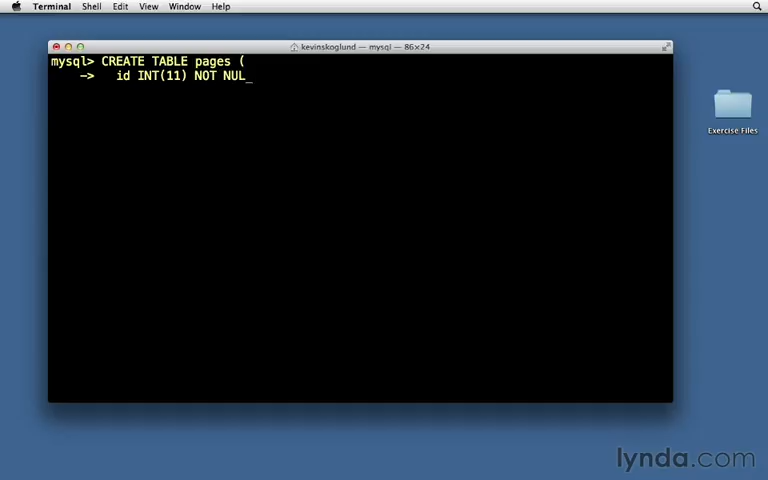 Terminal Shell Edit View Window Help
kevinskoglund — mysql — 86×24
mysql> CREATE TABLE pages (
-> id INT(11) NOT NUL_
Exercise Files
lynda.com